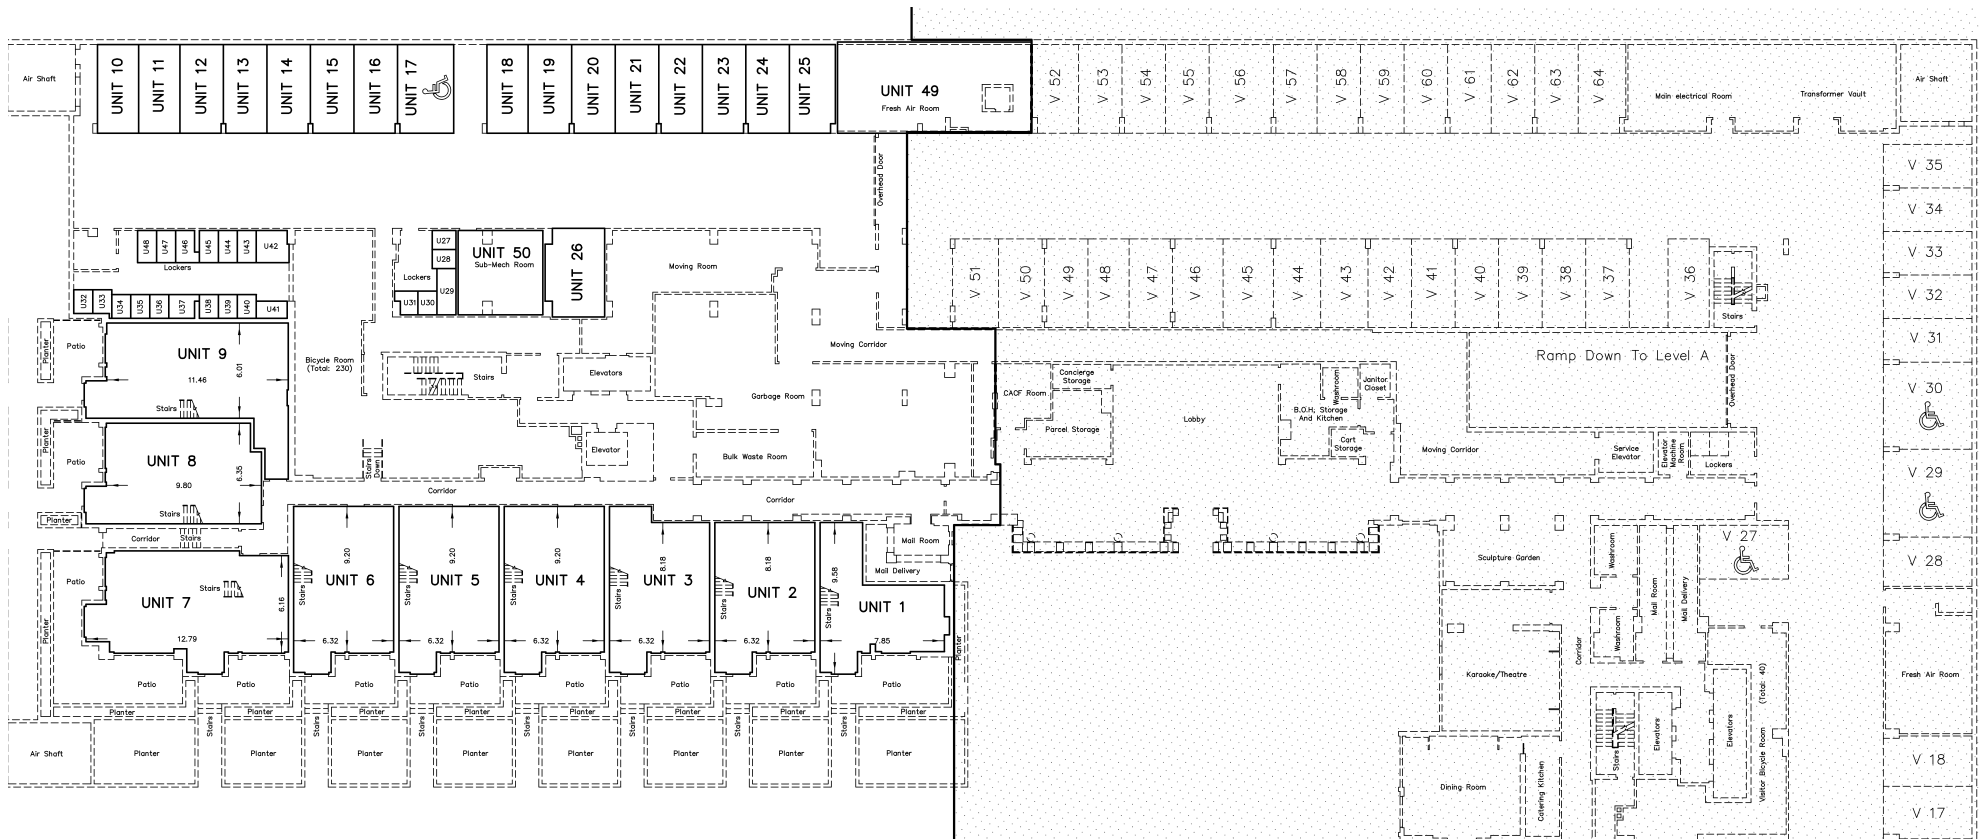 Air Shaft
UNIT 10
UNIT 11
UNIT 12
UNIT 13
UNIT 14
UNIT 15
UNIT 16
UNIT 17
UNIT 18
UNIT 19
UNIT 20
UNIT 21
UNIT 22
UNIT 23
UNIT 24
UNIT 25
UNIT 49
Fresh Air Room
V 52
V 53
V 54
V 55
V 56
V 57
V 58
V 59
V 60
V 61
V 62
V 63
V 64
Main electrical Room
Transformer Vault
Air Shaft
Overhead Door
V 35
V 34
V 33
V 32
V 31
V 30
V 29
V 28
U48
U47
U46
U45
U44
U43
U42
Lockers
U32
U33
U34
U35
U36
U37
U38
U39
U40
U41
U27
U28
U29
Lockers
U31
U30
UNIT 50
Sub-Mech Room
UNIT 26
Moving Room
V 51
V 50
V 49
V 48
V 47
V 46
V 45
V 44
V 43
V 42
V 41
V 40
V 39
V 38
V 37
V 36
Stairs
Planter
Patio
UNIT 9
11.46
6.01
Stairs
Bicycle Room
(Total: 230)
Stairs
Elevators
Moving Corridor
Garbage Room
Ramp Down To Level A
Overhead Door
CACF Room
Concierge
Storage
Parcel Storage
Lobby
Washroom
Janitor
Closet
B.O.H; Storage
And Kitchen
Cart
Storage
Moving Corridor
Service
Elevator
Elevator
Machine
Room
Lockers
Planter
Patio
UNIT 8
9.80
6.35
Stairs
Stairs
Down
Elevator
Bulk Waste Room
Corridor
Corridor
Planter
Corridor
Stairs
Mail Room
Mail Delivery
Sculpture Garden
Washroom
Mail Room
Mail Delivery
V 27
Patio
Planter
UNIT 7
Stairs
12.79
6.16
UNIT 6
9.20
Stairs
6.32
UNIT 5
9.20
Stairs
6.32
UNIT 4
9.20
Stairs
6.32
UNIT 3
8.18
Stairs
6.32
UNIT 2
8.18
Stairs
6.32
UNIT 1
9.58
Stairs
7.85
Planter
Washroom
Corridor
Karaoke/Theatre
Fresh Air Room
Patio
Patio
Patio
Patio
Patio
Patio
Patio
Patio
Planter
Planter
Planter
Planter
Planter
Planter
Planter
Planter
Stairs
Stairs
Stairs
Stairs
Stairs
Stairs
Stairs
Air Shaft
Planter
Planter
Planter
Planter
Planter
Planter
Planter
Planter
Dining Room
Catering Kitchen
Stairs
Elevators
Elevators
Visitor Bicycle Room (Total: 40)
V 18
V 17